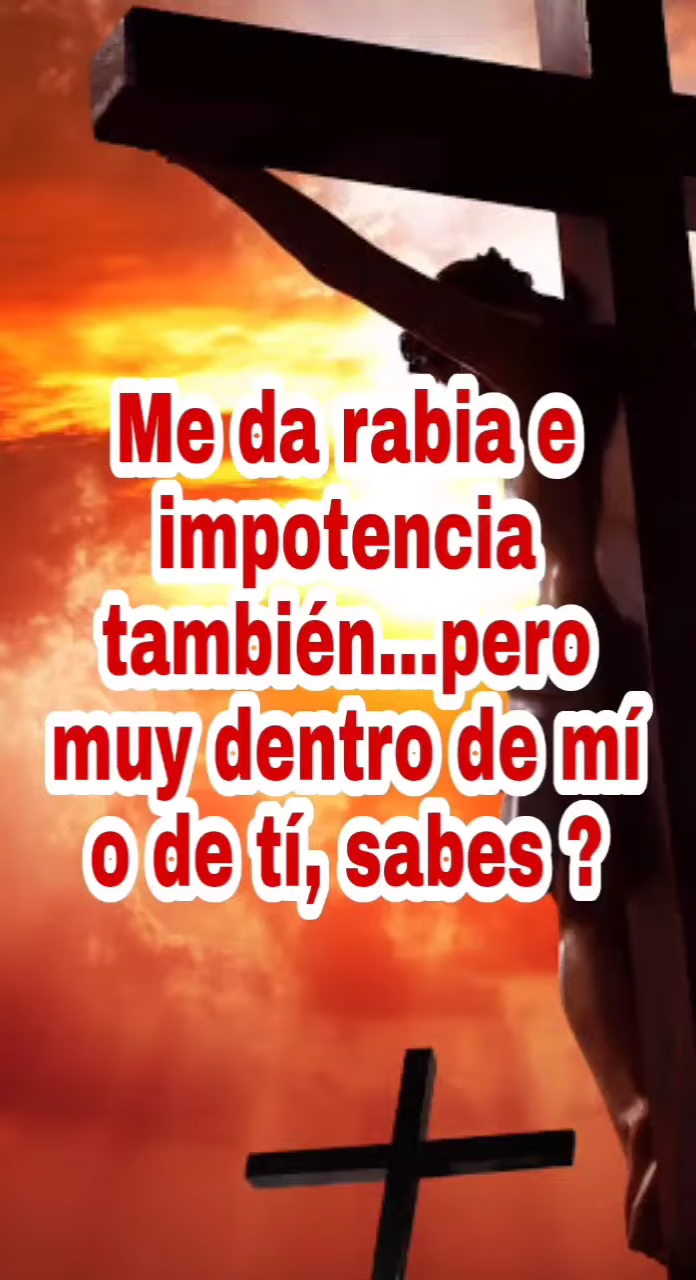 Me da rabia e
impotencia
también...pero
muy dentro de mí
o de tí, sabes ?